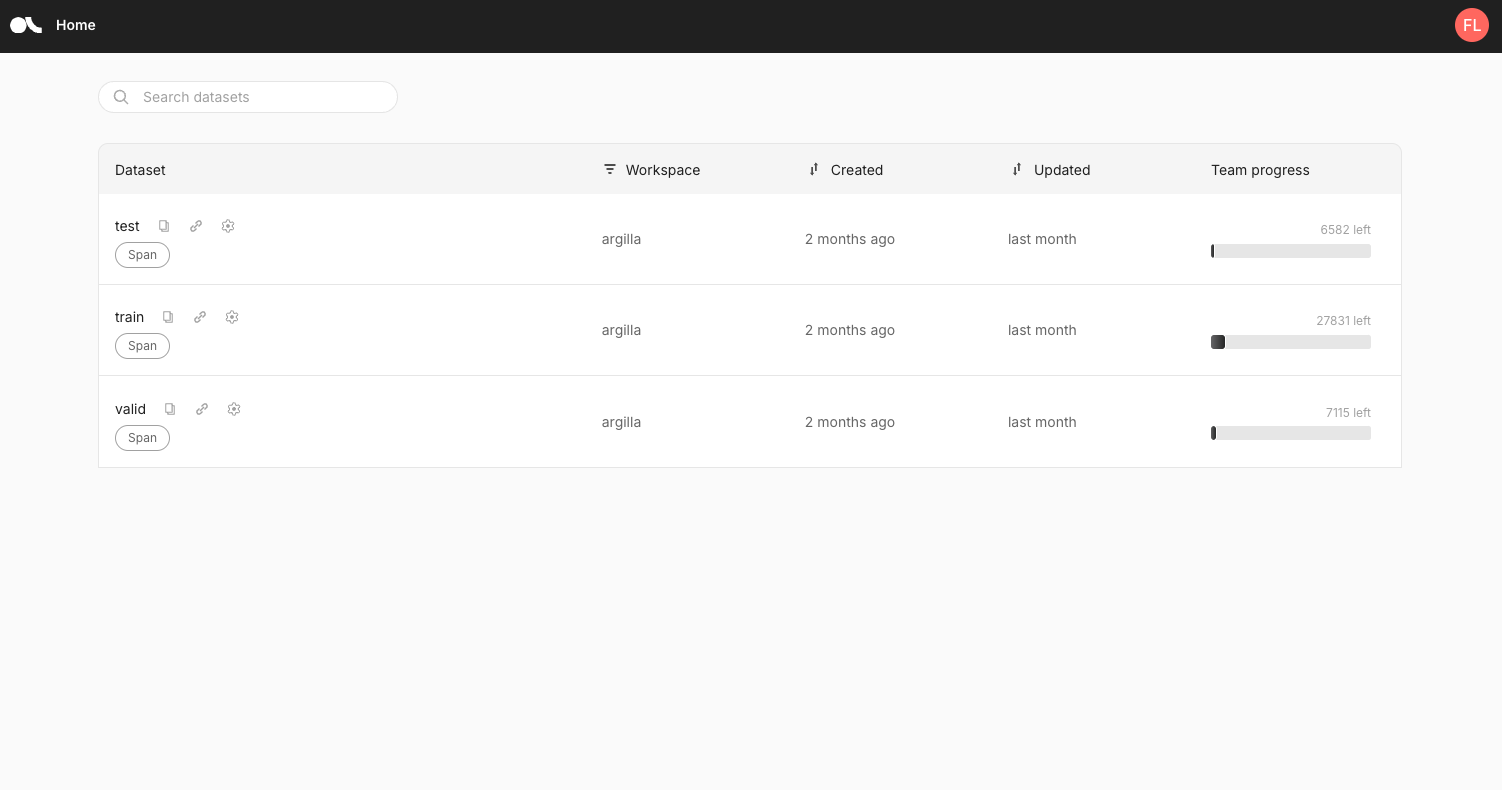 Home
FL
Search datasets
Dataset Workspace Created Updated Team progress
test
Span
argilla 2 months ago last month 6582 left
train
Span
argilla 2 months ago last month 27831 left
valid
Span
argilla 2 months ago last month 7115 left